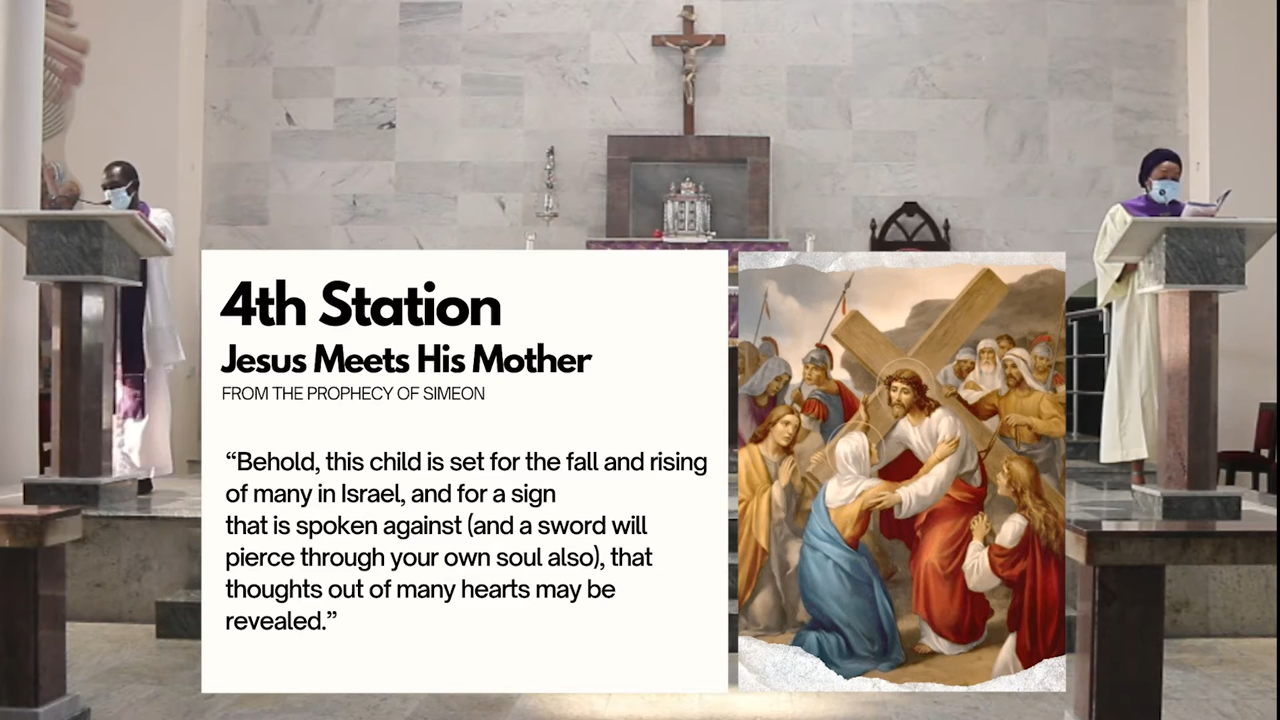 4th Station
Jesus Meets His Mother
FROM THE PROPHECY OF SIMEON
“Behold, this child is set for the fall and rising
of many in Israel, and for a sign
that is spoken against (and a sword will
pierce through your own soul also), that
thoughts out of many hearts may be
revealed.”